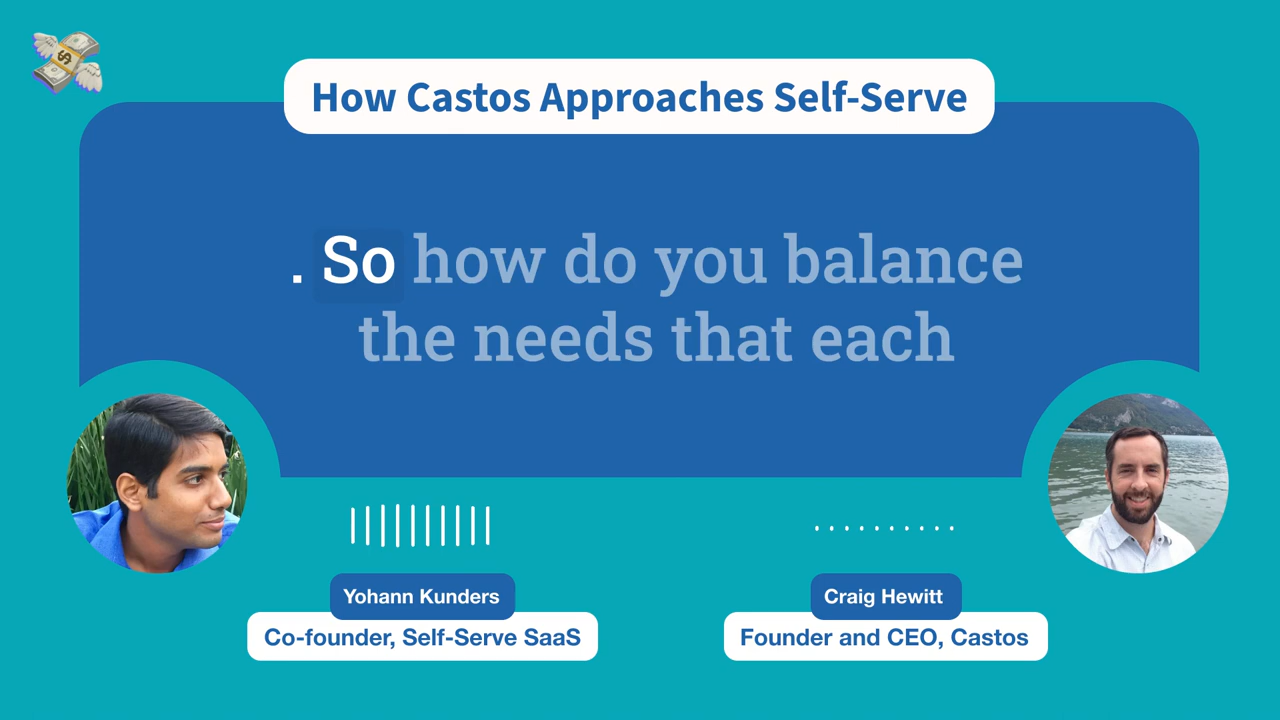 How Castos Approaches Self-Serve
. So how do you balance
the needs that each
Yohann Kunders
Co-founder, Self-Serve SaaS
Craig Hewitt
Founder and CEO, Castos